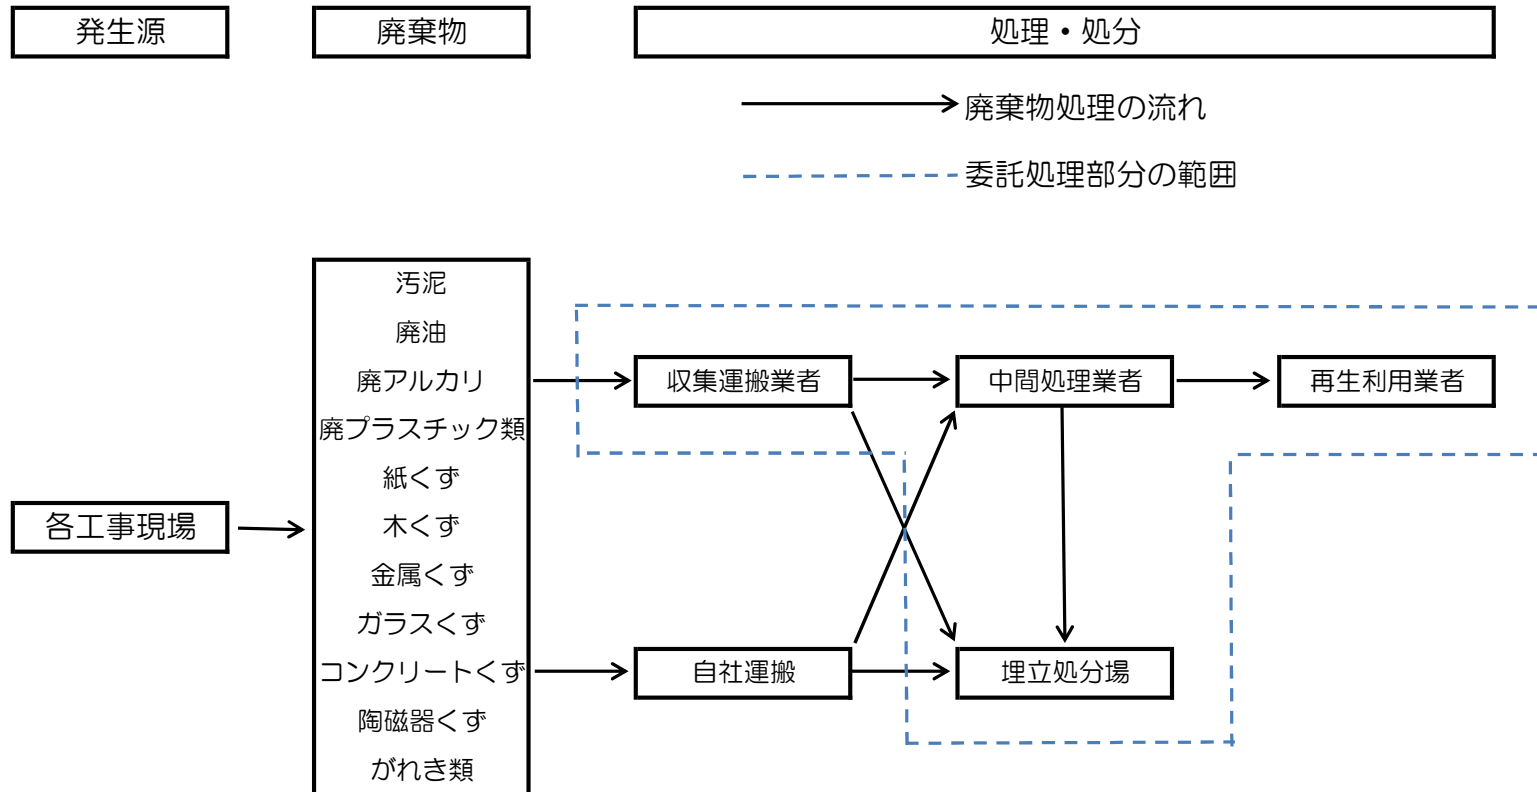 発生源
廃棄物
処理・処分
廃棄物処理の流れ
委託処理部分の範囲
汚泥
廃油
廃アルカリ
廃プラスチック類
紙くず
木くず
金属くず
ガラスくず
コンクリートくず
陶磁器くず
がれき類
各工事現場
収集運搬業者
中間処理業者
再生利用業者
自社運搬
埋立処分場